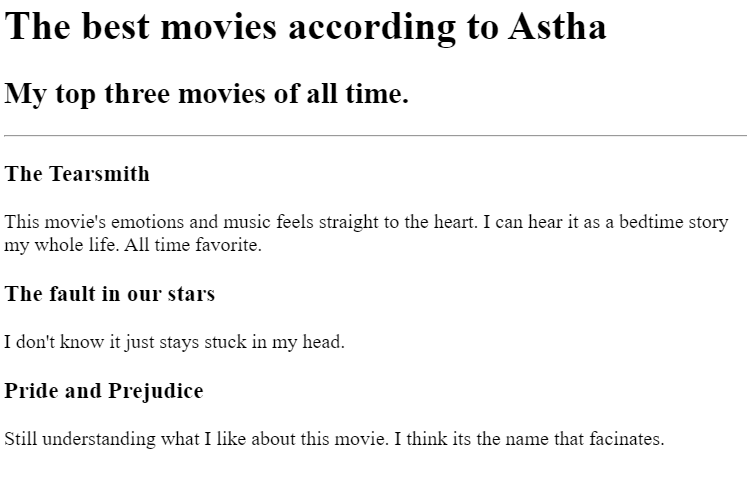 The best movies according to Astha
My top three movies of all time.
The Tearsmith
This movie's emotions and music feels straight to the heart. I can hear it as a bedtime story
my whole life. All time favorite.
The fault in our stars
I don't know it just stays stuck in my head.
Pride and Prejudice
Still understanding what I like about this movie. I think its the name that facinates.